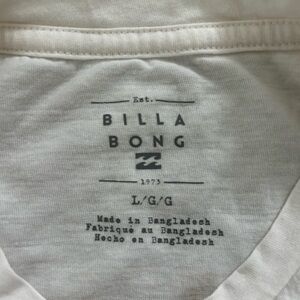 Est.
BILLA
BONG
1973
L/G/G
Made in Bangladesh
Fabriqué au Bangladesh
Hecho en Bangladesh